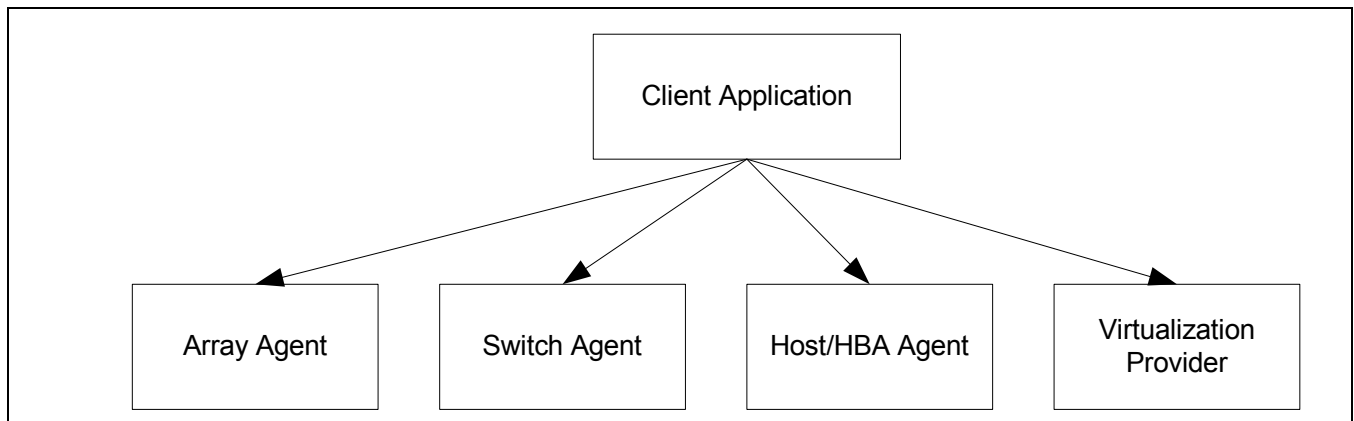 Client Application
Array Agent
Switch Agent
Host/HBA Agent
Virtualization
Provider